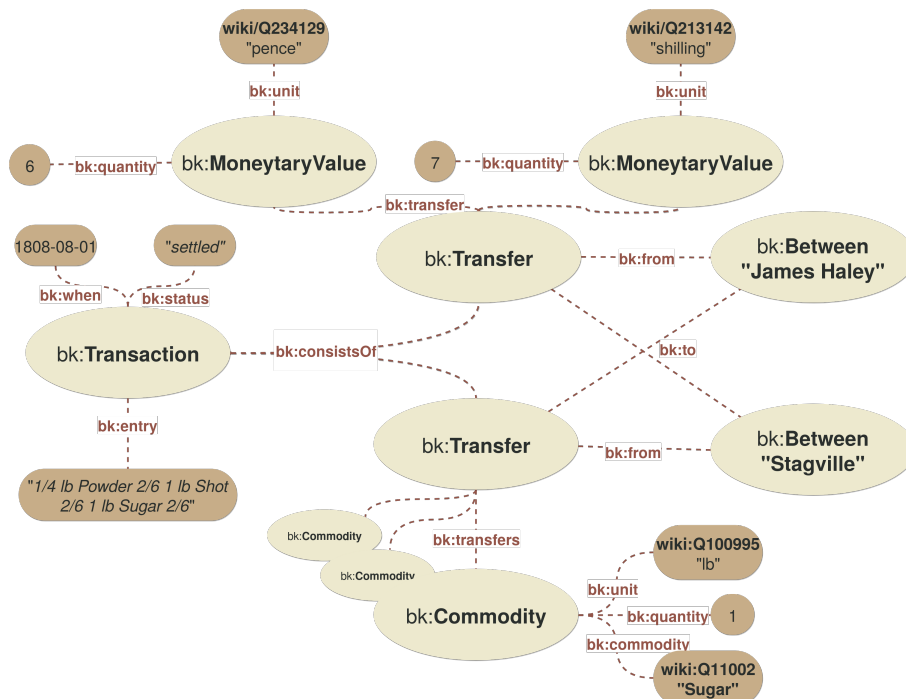 wiki/Q234129
"pence"
wiki/Q213142
"shilling"
bk:unit
bk:unit
6
bk:quantity
bk:MoneytaryValue
7
bk:quantity
bk:MoneytaryValue
bk:transfer
1808-08-01
"settled"
bk:Transfer
bk:from
bk:Between
"James Haley"
bk:when
bk:status
bk:Transaction
bk:consistsOf
bk:to
bk:entry
bk:Transfer
bk:from
bk:Between
"Stagville"
"1/4 lb Powder 2/6 1 lb Shot
2/6 1 lb Sugar 2/6"
bk:Commodity
bk:transfers
bk:Commodity
wiki:Q100995
"lb"
bk:unit
bk:Commodity
bk:quantity
1
bk:commodity
wiki:Q11002
"Sugar"